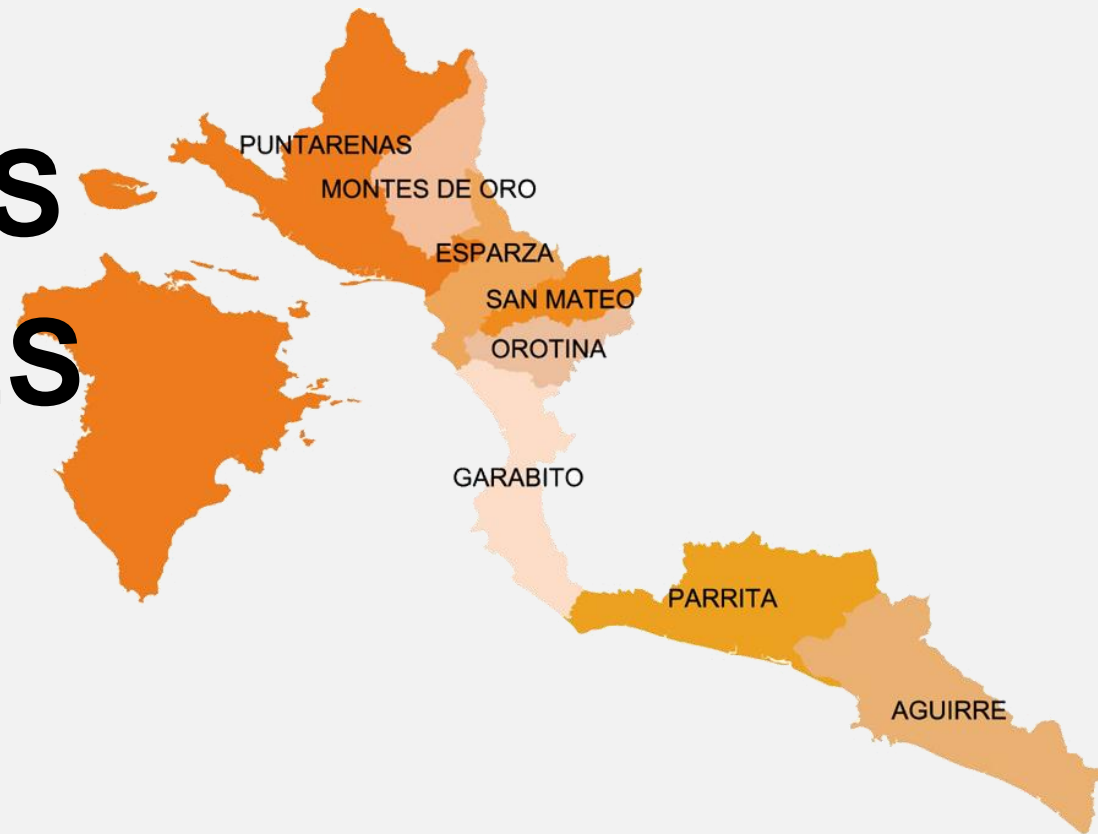 S
S
PUNTARENAS
MONTES DE ORO
ESPARZA
SAN MATEO
OROTINA
GARABITO
PARRITA
AGUIRRE